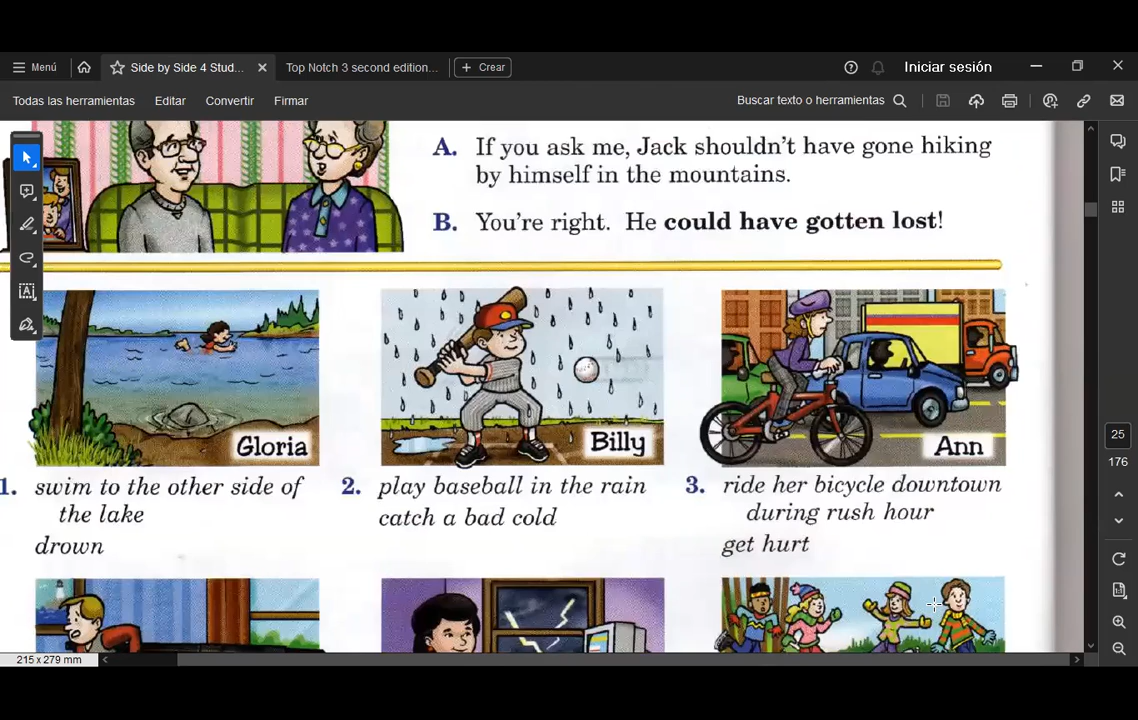 Menú
Side by Side 4 Stud...
Top Notch 3 second edition...
Crear
Iniciar sesión
Todas las herramientas
Editar
Convertir
Firmar
Buscar texto o herramientas
A. If you ask me, Jack shouldn't have gone hiking
by himself in the mountains.
B. You're right. He could have gotten lost!
Gloria
Billy
Ann
1. swim to the other side of
the lake
drown
2. play baseball in the rain
catch a bad cold
3. ride her bicycle downtown
during rush hour
get hurt
25
176
215 x 279 mm